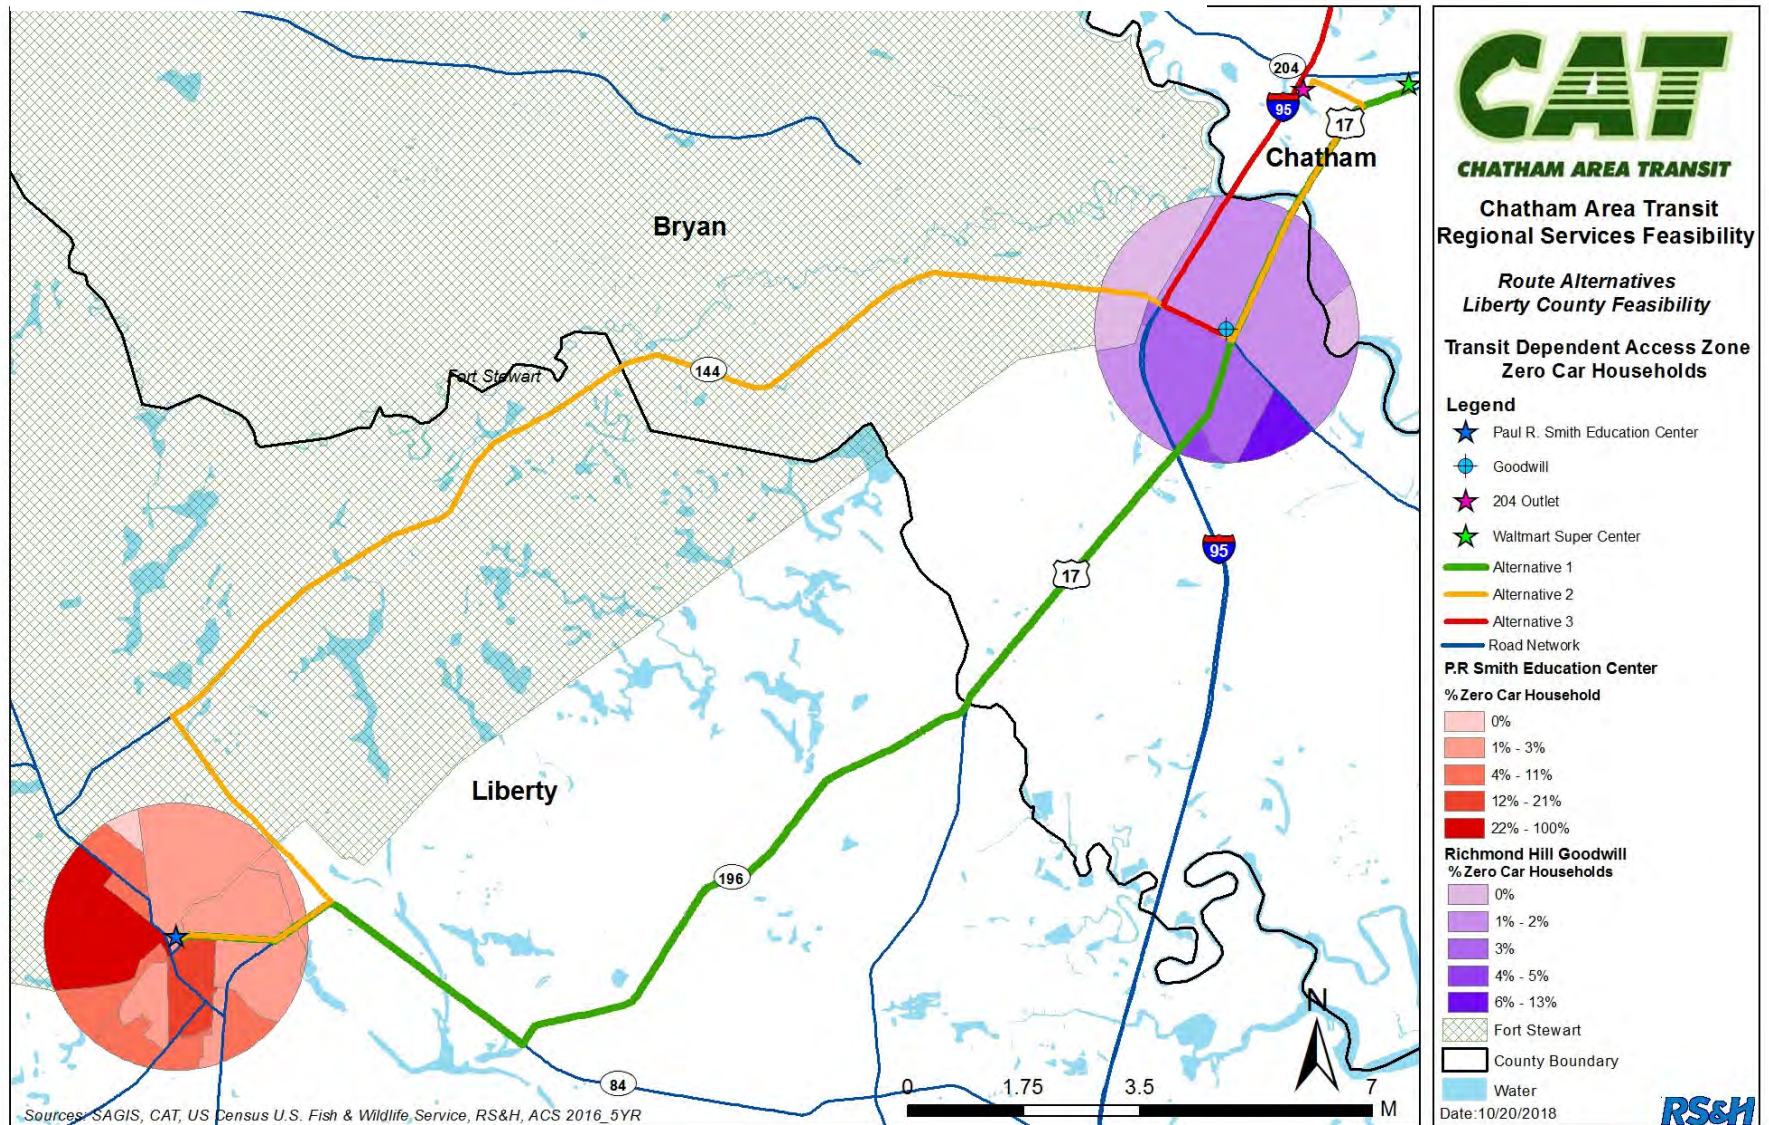 204
95
17
Chatham
Bryan
144
Fort Stewart
17
95
Liberty
196
84
N
0 1.75 3.5 7
M
Sources: SAGIS, CAT, US Census U.S. Fish & Wildlife Service, RS&H, ACS 2016_5YR
CAT
CHATHAM AREA TRANSIT
Chatham Area Transit
Regional Services Feasibility
Route Alternatives
Liberty County Feasibility
Transit Dependent Access Zone
Zero Car Households
Legend
Paul R. Smith Education Center
Goodwill
204 Outlet
Waltmart Super Center
Alternative 1
Alternative 2
Alternative 3
Road Network
P.R Smith Education Center
% Zero Car Household
0%
1% - 3%
4% - 11%
12% - 21%
22% - 100%
Richmond Hill Goodwill
% Zero Car Households
0%
1% - 2%
3%
4% - 5%
6% - 13%
Fort Stewart
County Boundary
Water
Date:10/20/2018
RS&H